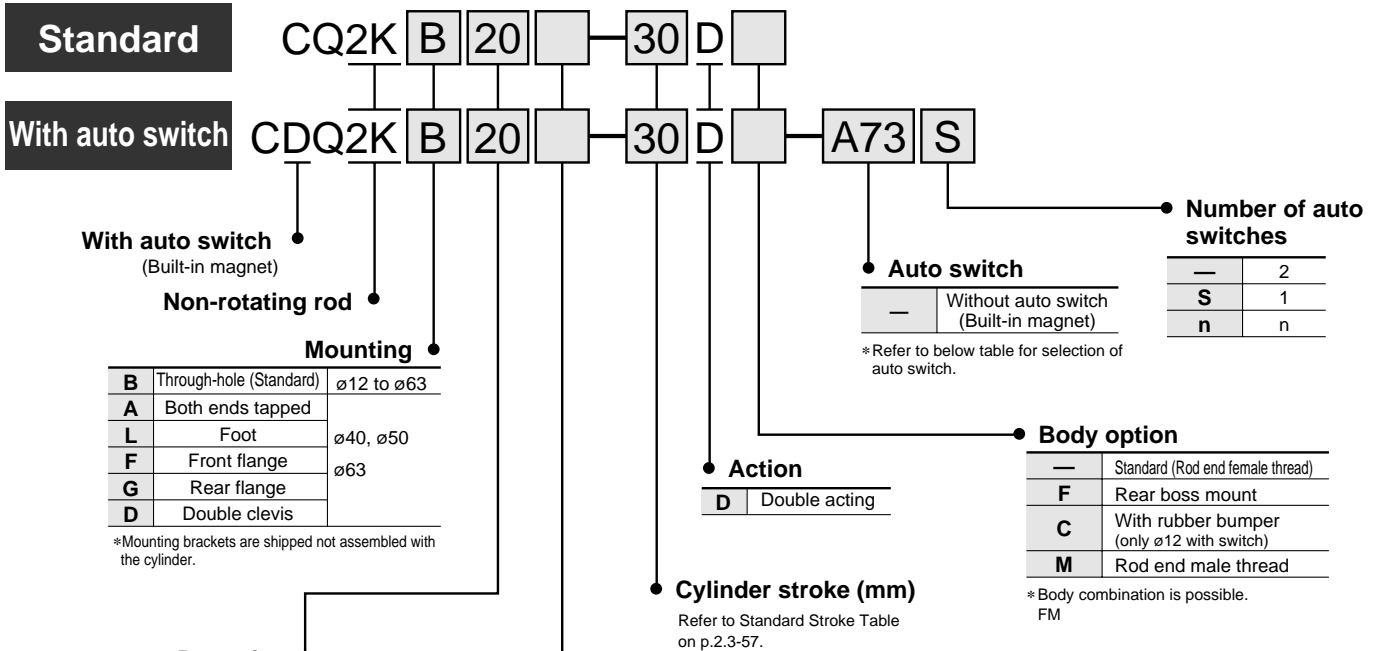 Standard
CQ2K B 20 30 D
With auto switch
CDQ2K B 20 30 D A73 S
With auto switch
(Built-in magnet)
Non-rotating rod
Mounting
B Through-hole (Standard) ø12 to ø63
A Both ends tapped
L Foot ø40, ø50
F Front flange ø63
G Rear flange
D Double clevis
*Mounting brackets are shipped not assembled with
the cylinder.
Action
D Double acting
Cylinder stroke (mm)
Refer to Standard Stroke Table
on p.2.3-57.
Auto switch
— Without auto switch
(Built-in magnet)
*Refer to below table for selection of
auto switch.
Number of auto
switches
— 2
S 1
n n
Body option
— Standard (Rod end female thread)
F Rear boss mount
C With rubber bumper
(only ø12 with switch)
M Rod end male thread
*Body combination is possible.
FM